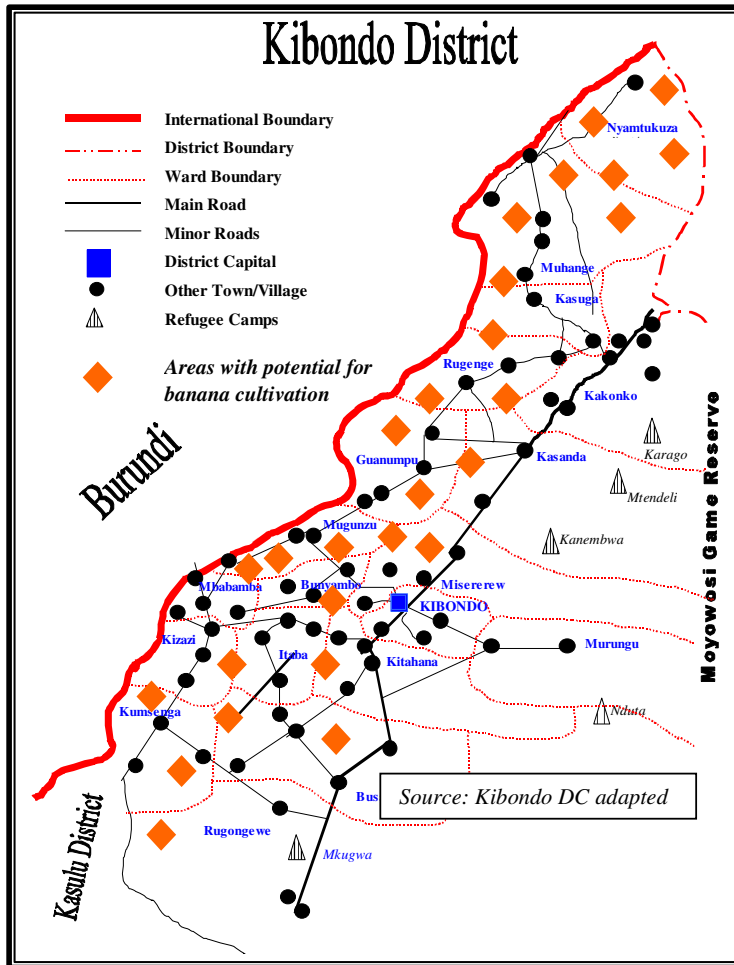 Kibondo District
International Boundary
District Boundary
Ward Boundary
Main Road
Minor Roads
District Capital
Other Town/Village
Refugee Camps
Areas with potential for
banana cultivation
Nyamtukuza
Muhange
Kasuga
Rugenge
Kakonko
Burundi
Karago
Guanumpu
Kasanda
Mtendeli
Moyowosi Game Reserve
Mugunzu
Kanembwa
Mbabamba
Bunyambo
Misererew
KIBONDO
Kizazi
Itaba
Kitahana
Murungu
Kumsenga
Nduta
Bus
Source: Kibondo DC adapted
Rugongewe
Mkugwa
Kasulu District